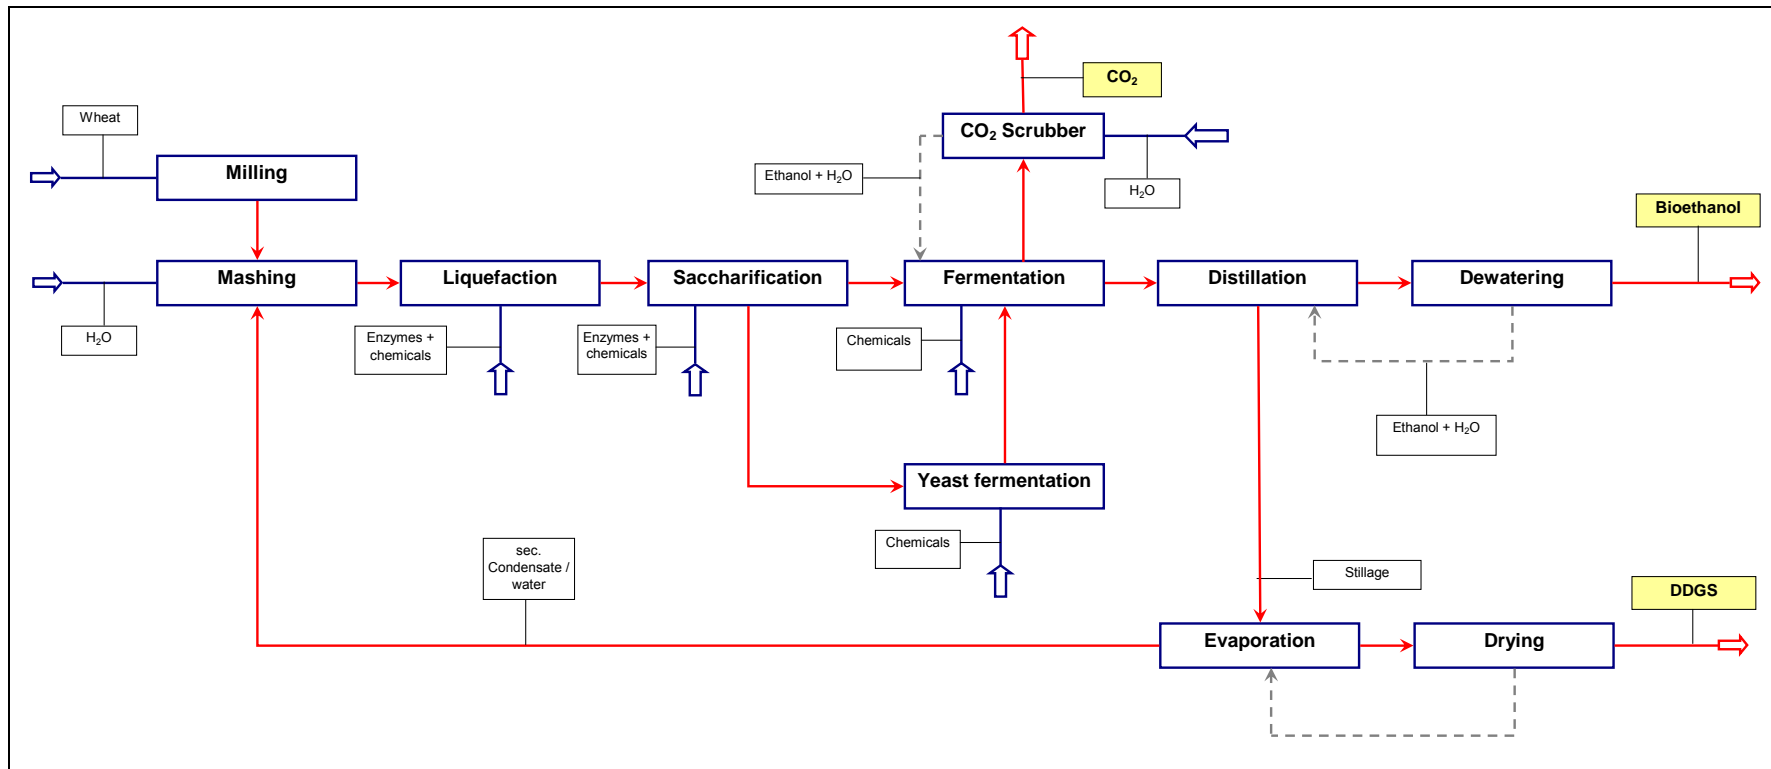 CO₂
Wheat
CO₂ Scrubber
Milling
Ethanol + H₂O
H₂O
Bioethanol
Mashing
Liquefaction
Saccharification
Fermentation
Distillation
Dewatering
H₂O
Enzymes +
chemicals
Enzymes +
chemicals
Chemicals
Ethanol + H₂O
Yeast fermentation
Chemicals
sec.
Condensate /
water
Stillage
DDGS
Evaporation
Drying